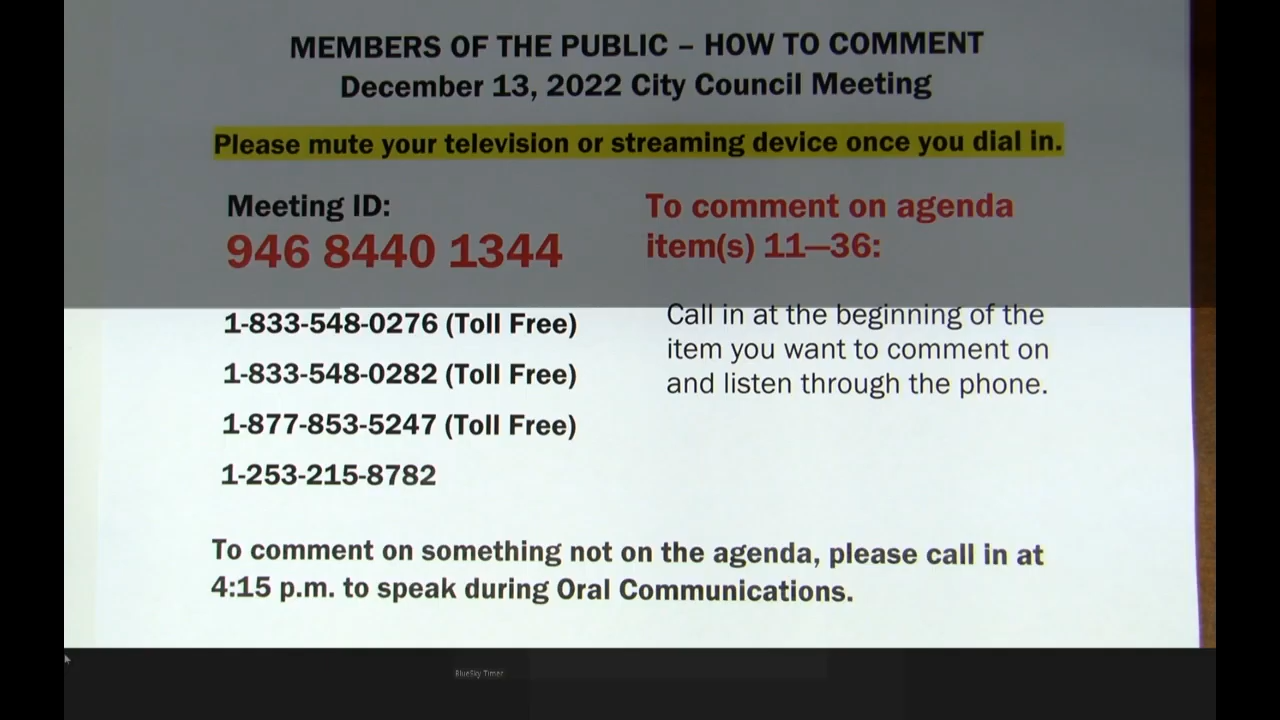 MEMBERS OF THE PUBLIC – HOW TO COMMENT
December 13, 2022 City Council Meeting
Please mute your television or streaming device once you dial in.
Meeting ID:
946 8440 1344
1-833-548-0276 (Toll Free)
1-833-548-0282 (Toll Free)
1-877-853-5247 (Toll Free)
1-253-215-8782
To comment on agenda
item(s) 11—36:
Call in at the beginning of the
item you want to comment on
and listen through the phone.
To comment on something not on the agenda, please call in at
4:15 p.m. to speak during Oral Communications.
BlueSky Timer